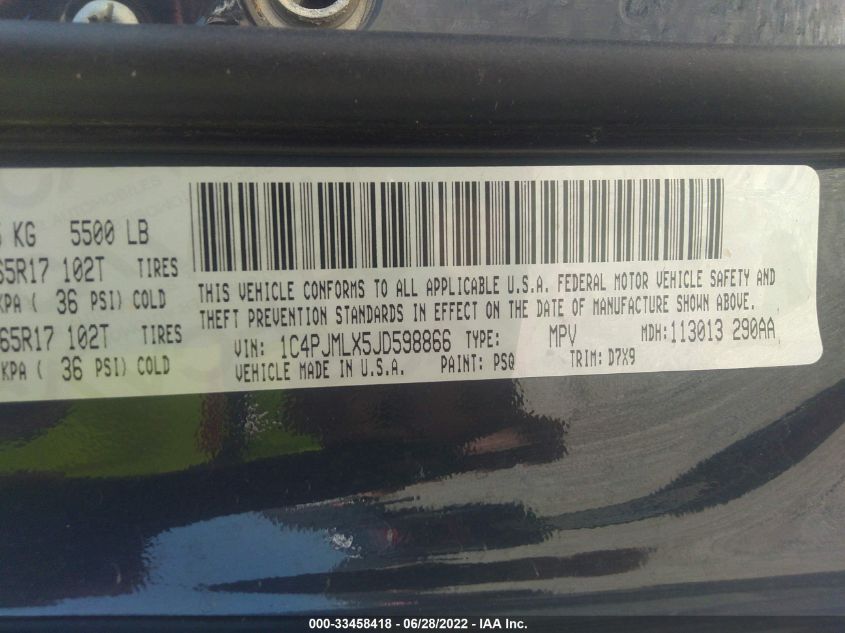 KG 5500 LB
65R17 102T TIRES
KPA ( 36 PSI) COLD
65R17 102T TIRES
KPA ( 36 PSI) COLD
THIS VEHICLE CONFORMS TO ALL APPLICABLE U.S.A. FEDERAL MOTOR VEHICLE SAFETY AND
THEFT PREVENTION STANDARDS IN EFFECT ON THE DATE OF MANUFACTURE SHOWN ABOVE.
VIN: 1C4PJMLX5JD598866 TYPE: MPV MDH:113013 290AA
VEHICLE MADE IN U.S.A. PAINT: PSQ TRIM: D7X9
000-33458418 - 06/28/2022 - IAA Inc.